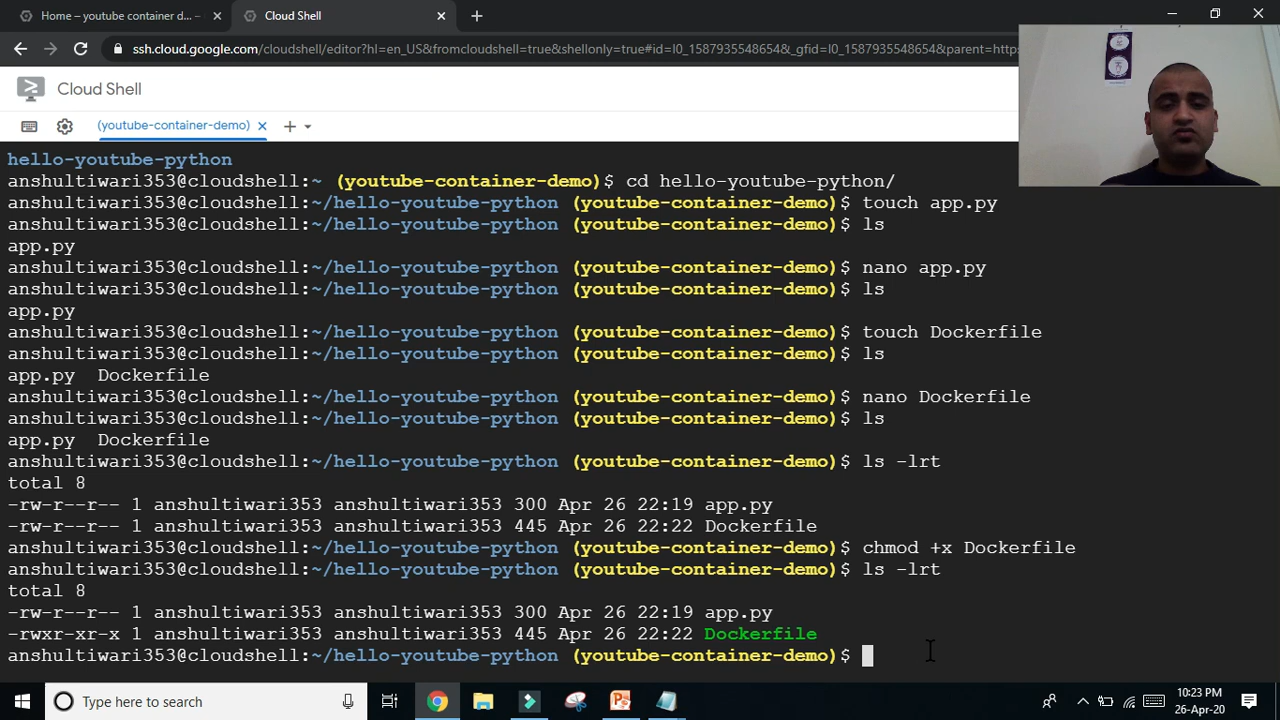 Home – youtube container d... –
Cloud Shell
ssh.cloud.google.com/cloudshell/editor?hl=en_US&fromcloudshell=true&shellonly=true#id=I0_1587935548654&_gfid=I0_1587935548654&parent=https
Cloud Shell
(youtube-container-demo)
hello-youtube-python
anshultiwari353@cloudshell:~ (youtube-container-demo)$ cd hello-youtube-python/
anshultiwari353@cloudshell:~/hello-youtube-python (youtube-container-demo)$ touch app.py
anshultiwari353@cloudshell:~/hello-youtube-python (youtube-container-demo)$ ls
app.py
anshultiwari353@cloudshell:~/hello-youtube-python (youtube-container-demo)$ nano app.py
anshultiwari353@cloudshell:~/hello-youtube-python (youtube-container-demo)$ ls
app.py
anshultiwari353@cloudshell:~/hello-youtube-python (youtube-container-demo)$ touch Dockerfile
anshultiwari353@cloudshell:~/hello-youtube-python (youtube-container-demo)$ ls
app.py  Dockerfile
anshultiwari353@cloudshell:~/hello-youtube-python (youtube-container-demo)$ nano Dockerfile
anshultiwari353@cloudshell:~/hello-youtube-python (youtube-container-demo)$ ls
app.py  Dockerfile
anshultiwari353@cloudshell:~/hello-youtube-python (youtube-container-demo)$ ls -lrt
total 8
-rw-r--r-- 1 anshultiwari353 anshultiwari353 300 Apr 26 22:19 app.py
-rw-r--r-- 1 anshultiwari353 anshultiwari353 445 Apr 26 22:22 Dockerfile
anshultiwari353@cloudshell:~/hello-youtube-python (youtube-container-demo)$ chmod +x Dockerfile
anshultiwari353@cloudshell:~/hello-youtube-python (youtube-container-demo)$ ls -lrt
total 8
-rw-r--r-- 1 anshultiwari353 anshultiwari353 300 Apr 26 22:19 app.py
-rwxr-xr-x 1 anshultiwari353 anshultiwari353 445 Apr 26 22:22 Dockerfile
anshultiwari353@cloudshell:~/hello-youtube-python (youtube-container-demo)$
Type here to search
10:23 PM
26-Apr-20